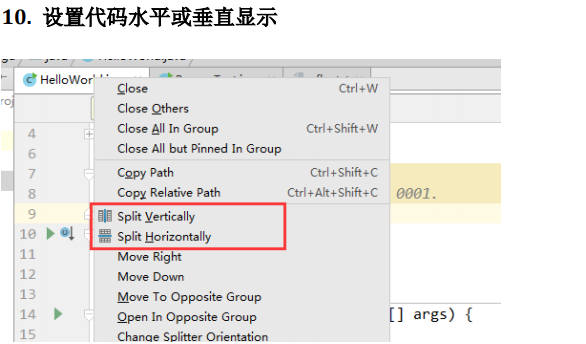 10. 设置代码水平或垂直显示
HelloWor
Close Ctrl+W
Close Others
Close All In Group Ctrl+Shift+W
Close All but Pinned In Group
Copy Path Ctrl+Shift+C
Copy Relative Path Ctrl+Alt+Shift+C
Split Vertically
Split Horizontally
Move Right
Move Down
Move To Opposite Group
Open In Opposite Group
Change Splitter Orientation
4
6
7
8 0001.
9
10
11
12
13
14 [] args) {
15